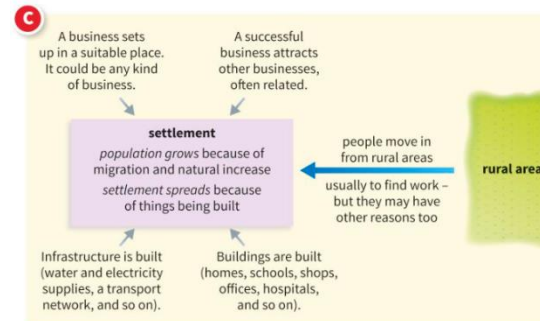 C
A business sets
up in a suitable place.
It could be any kind
of business.
A successful
business attracts
other businesses,
often related.
settlement
population grows because of
migration and natural increase
settlement spreads because
of things being built
people move in
from rural areas
usually to find work –
but they may have
other reasons too
rural area
Infrastructure is built
(water and electricity
supplies, a transport
network, and so on).
Buildings are built
(homes, schools, shops,
offices, hospitals,
and so on).